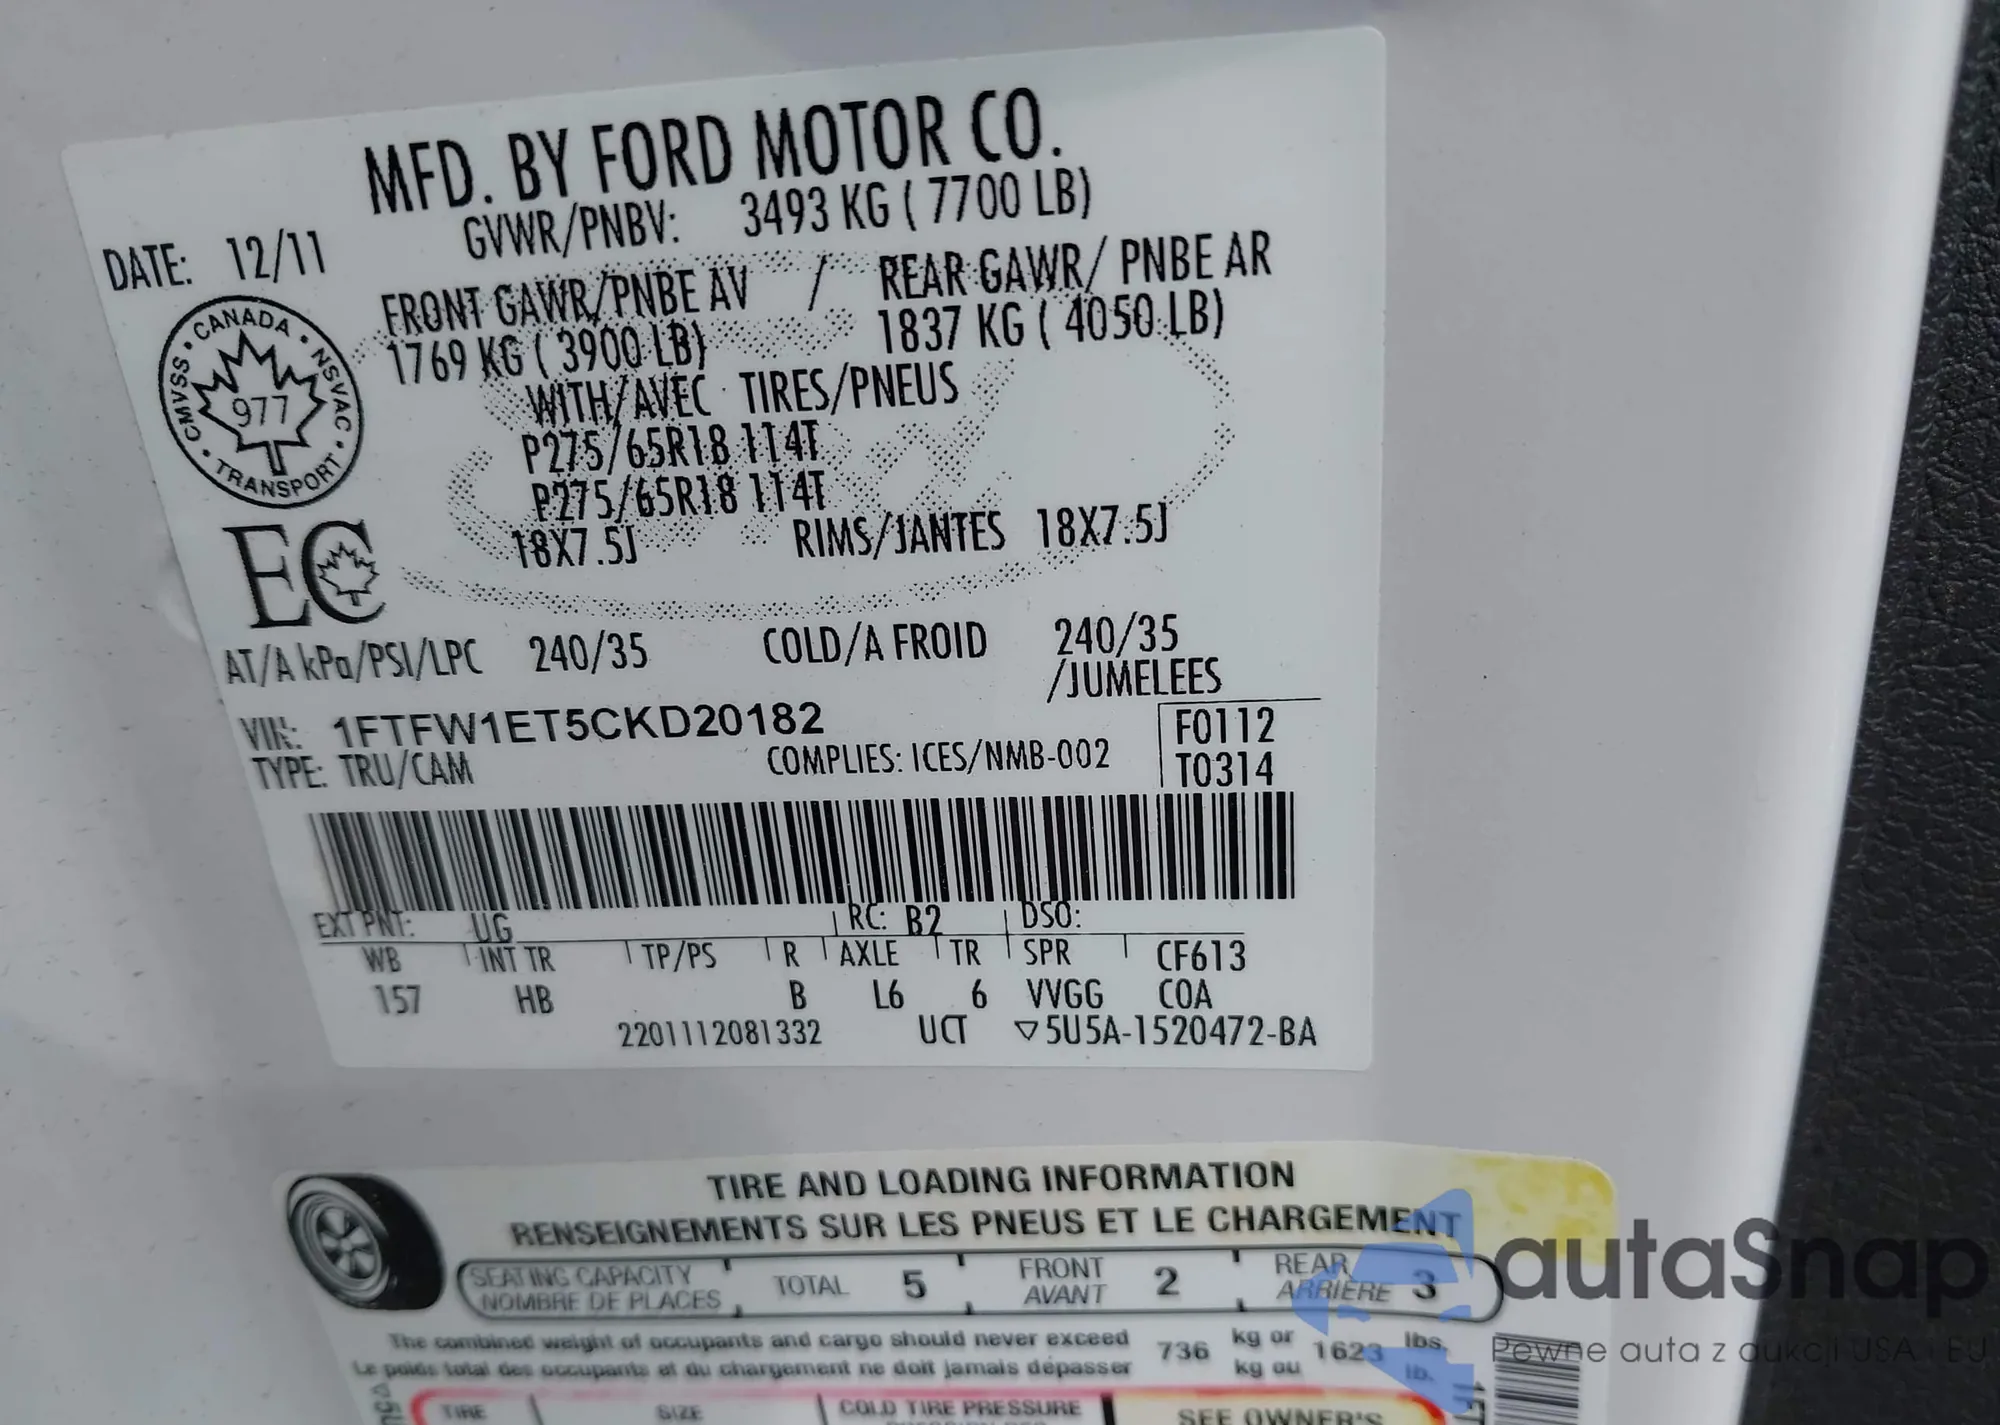 MFD. BY FORD MOTOR CO.
DATE: 12/11 GVWR/PNBV: 3493 KG ( 7700 LB)
FRONT GAWR/PNBE AV / REAR GAWR/ PNBE AR
1769 KG ( 3900 LB) 1837 KG ( 4050 LB)
WITH/AVEC TIRES/PNEUS
P275/65R18 114T
P275/65R18 114T
18X7.5J RIMS/JANTES 18X7.5J
CANADA • NSVAC • TRANSPORT • CMVSS •
977
EC
AT/A kPa/PSI/LPC 240/35 COLD/A FROID 240/35
/JUMELEES
VIN: 1FTFW1ET5CKD20182
TYPE: TRU/CAM COMPLIES: ICES/NMB-002
F0112
T0314
EXT PNT: UG RC: B2 DSO:
WB INT TR TP/PS R AXLE TR SPR CF613
157 HB B L6 6 VVGG COA
2201112081332 UCT ▽5U5A-1520472-BA
TIRE AND LOADING INFORMATION
RENSEIGNEMENTS SUR LES PNEUS ET LE CHARGEMENT
SEATING CAPACITY TOTAL 5 FRONT 2 REAR 3
NOMBRE DE PLACES AVANT ARRIÈRE
The combined weight of occupants and cargo should never exceed 736 kg or 1623 lbs.
Le poids total des occupants et du chargement ne doit jamais dépasser kg ou lb.
TIRE SIZE COLD TIRE PRESSURE SEE OWNER'S
autaSnap
Pewne auta z aukcji USA i EU